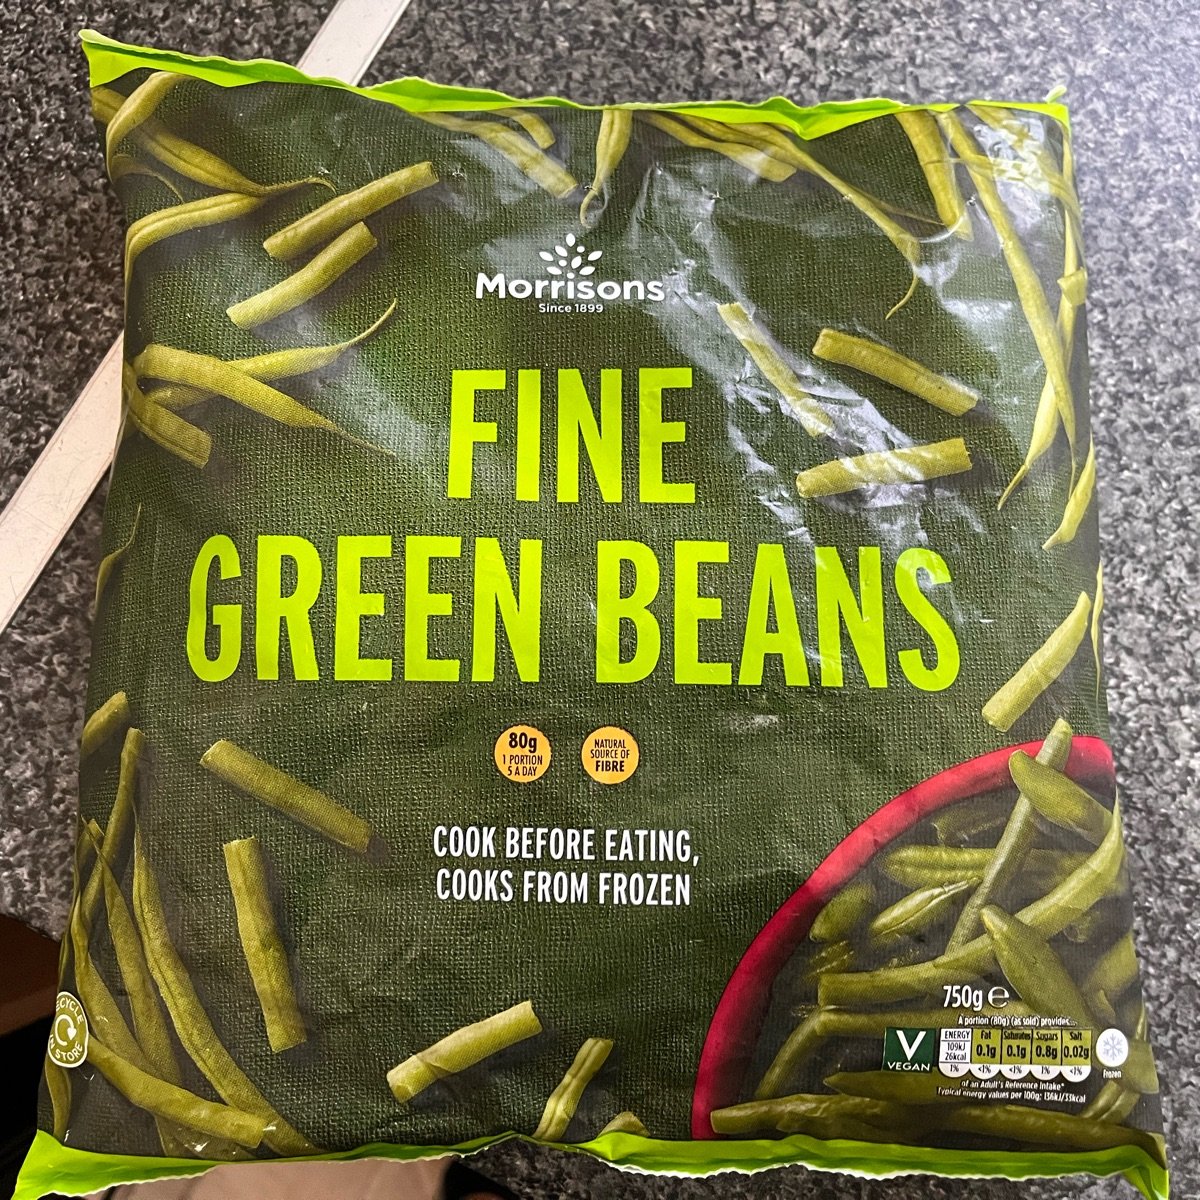 Morrisons
Since 1899
FINE
GREEN BEANS
80g
1 PORTION
5 A DAY
NATURAL
SOURCE OF
FIBRE
COOK BEFORE EATING,
COOKS FROM FROZEN
RECYCLE
STORE
750g ℮
A portion (80g) (as sold) provides...
V
VEGAN
ENERGY
109kJ
26kcal
1%
Fat
0.1g
<1%
Saturates
0.1g
<1%
Sugars
0.8g
1%
Salt
0.02g
<1%
Frozen
of an Adult's Reference Intake*
Typical energy values per 100g: 136kJ/33kcal